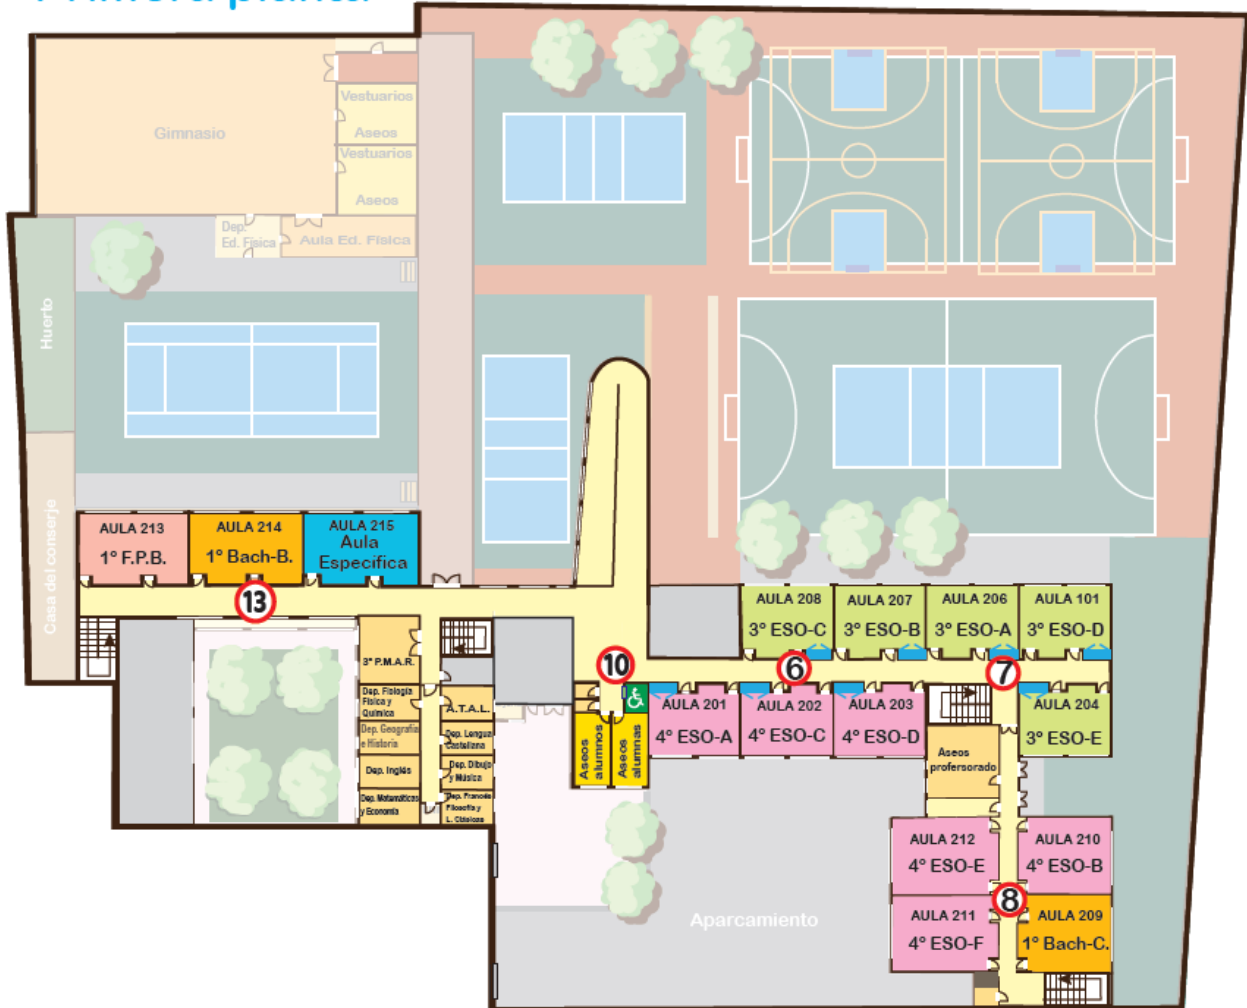 Primera planta
Vestuarios
Aseos
Gimnasio
Vestuarios
Aseos
Dep.
Ed. Física
Aula Ed. Física
Huerto
Casa del conserje
AULA 213
1º F.P.B.
AULA 214
1º Bach-B.
AULA 215
Aula
Específica
13
3º P.M.A.R.
Dep. Fisiología
Física y
Química
Dep. Geografía
e Historia
Dep. Inglés
Dep. Matemáticas
y Economía
A.T.A.L.
Dep. Lengua
Castellana
Dep. Dibujo
y Música
Dep. Francés
Filosofía y
L. Clásicas
10
Aseos
alumnos
Aseos
alumnas
AULA 208
3º ESO-C
AULA 207
3º ESO-B
AULA 206
3º ESO-A
AULA 101
3º ESO-D
6
7
AULA 201
4º ESO-A
AULA 202
4º ESO-C
AULA 203
4º ESO-D
AULA 204
3º ESO-E
Aseos
profersorado
AULA 212
4º ESO-E
AULA 210
4º ESO-B
8
AULA 211
4º ESO-F
AULA 209
1º Bach-C.
Aparcamiento